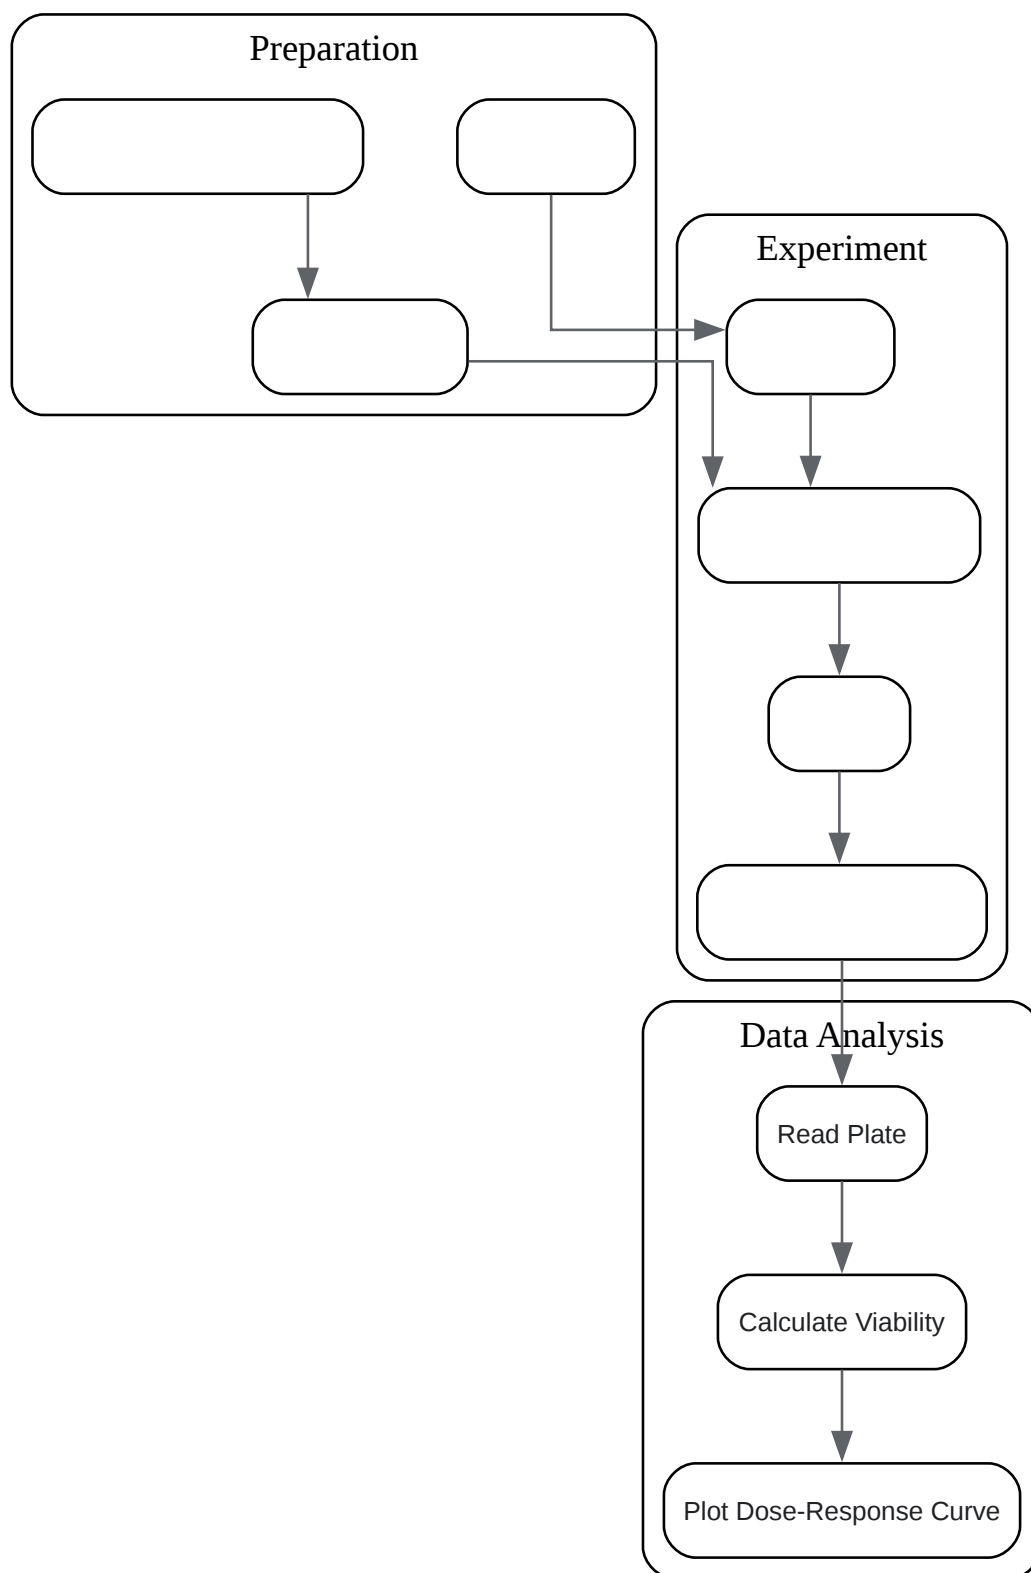 Preparation
Experiment
Data Analysis
Read Plate
Calculate Viability
Plot Dose-Response Curve